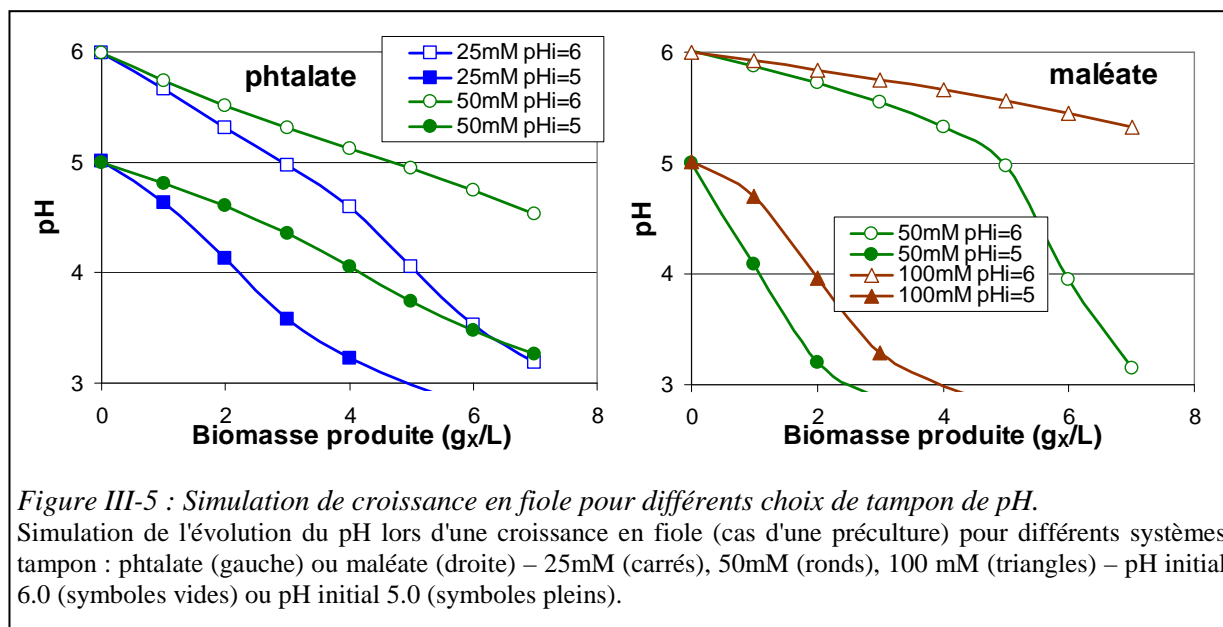 phtalate
25mM pHi=6
25mM pHi=5
50mM pHi=6
50mM pHi=5
6
5
4
3
pH
0 2 4 6 8
Biomasse produite (gX/L)
maléate
50mM pHi=6
50mM pHi=5
100mM pHi=6
100mM pHi=5
6
5
4
3
pH
0 2 4 6 8
Biomasse produite (gX/L)
Figure III-5 : Simulation de croissance en fiole pour différents choix de tampon de pH.
Simulation de l'évolution du pH lors d'une croissance en fiole (cas d'une préculture) pour différents systèmes
tampon : phtalate (gauche) ou maléate (droite) – 25mM (carrés), 50mM (ronds), 100 mM (triangles) – pH initial
6.0 (symboles vides) ou pH initial 5.0 (symboles pleins).